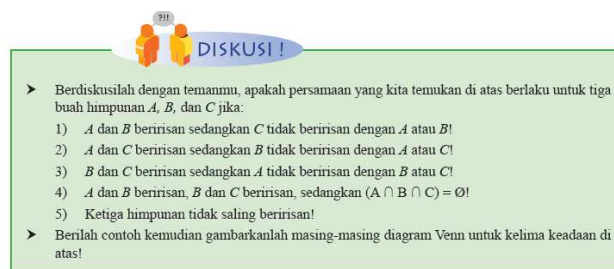 ?!!
DISKUSI !
➤ Berdiskusilah dengan temanmu, apakah persamaan yang kita temukan di atas berlaku untuk tiga
buah himpunan A, B, dan C jika:
1) A dan B beririsan sedangkan C tidak beririsan dengan A atau B!
2) A dan C beririsan sedangkan B tidak beririsan dengan A atau C!
3) B dan C beririsan sedangkan A tidak beririsan dengan B atau C!
4) A dan B beririsan, B dan C beririsan, sedangkan (A ∩ B ∩ C) = Ø!
5) Ketiga himpunan tidak saling beririsan!
➤ Berilah contoh kemudian gambarkanlah masing-masing diagram Venn untuk kelima keadaan di
atas!